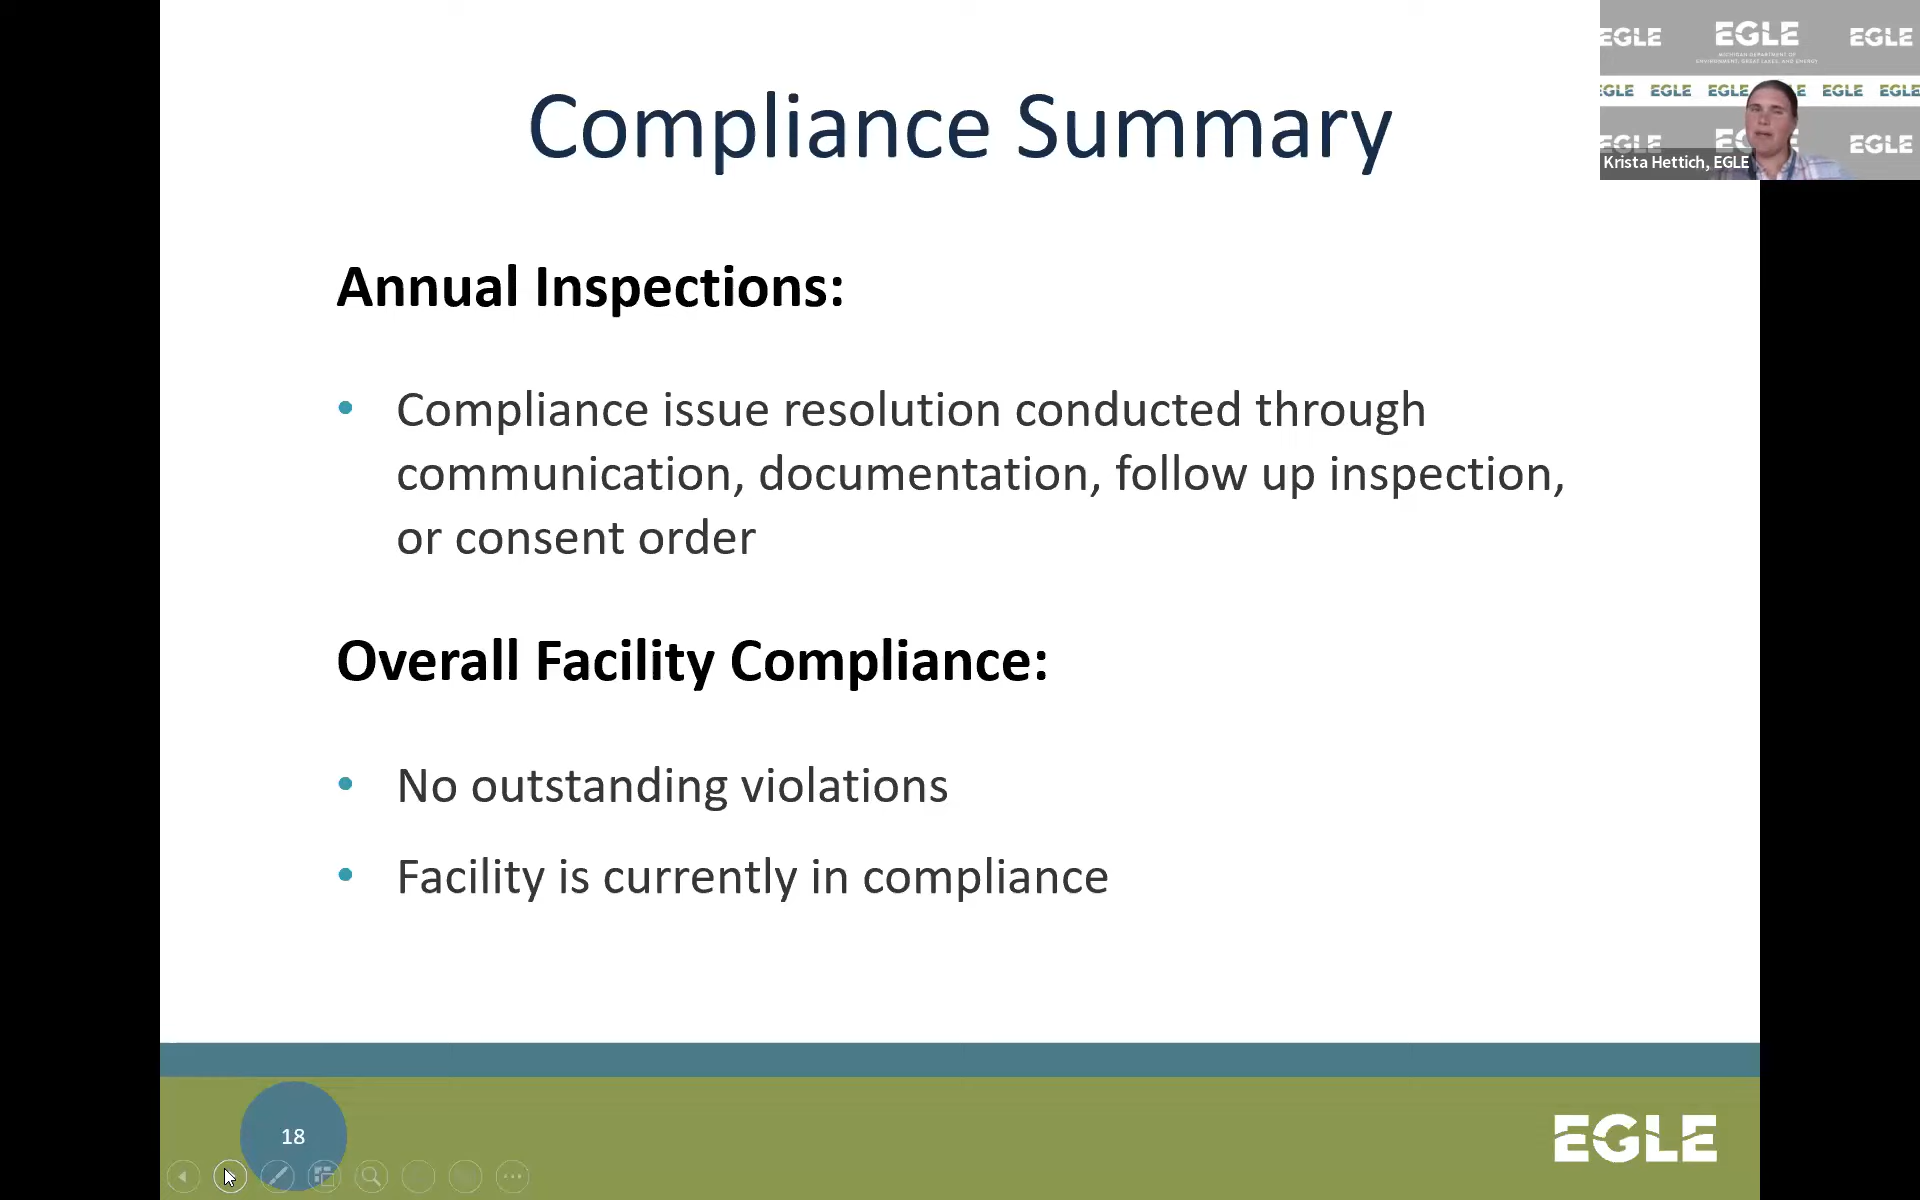 Compliance Summary
Annual Inspections:
• Compliance issue resolution conducted through
communication, documentation, follow up inspection,
or consent order
Overall Facility Compliance:
• No outstanding violations
• Facility is currently in compliance
18
EGLE
EGLE EGLE EGLE
MICHIGAN DEPARTMENT OF
ENVIRONMENT, GREAT LAKES, AND ENERGY
EGLE EGLE EGLE EGLE EGLE
EGLE EGLE
Krista Hettich, EGLE